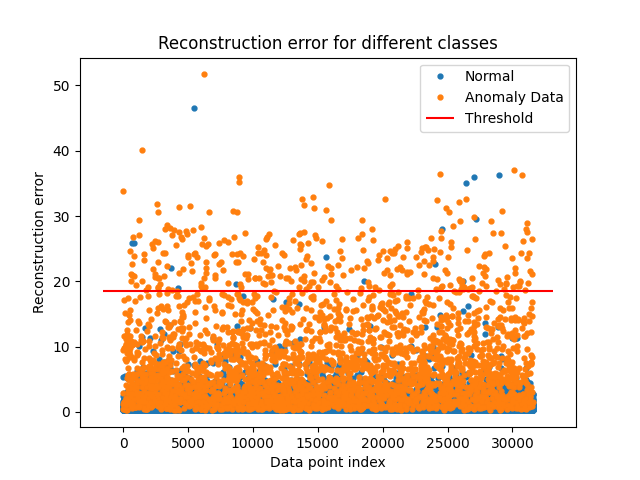 Reconstruction error for different classes
Normal
Anomaly Data
Threshold
Reconstruction error
50
40
30
20
10
0
0 5000 10000 15000 20000 25000 30000
Data point index